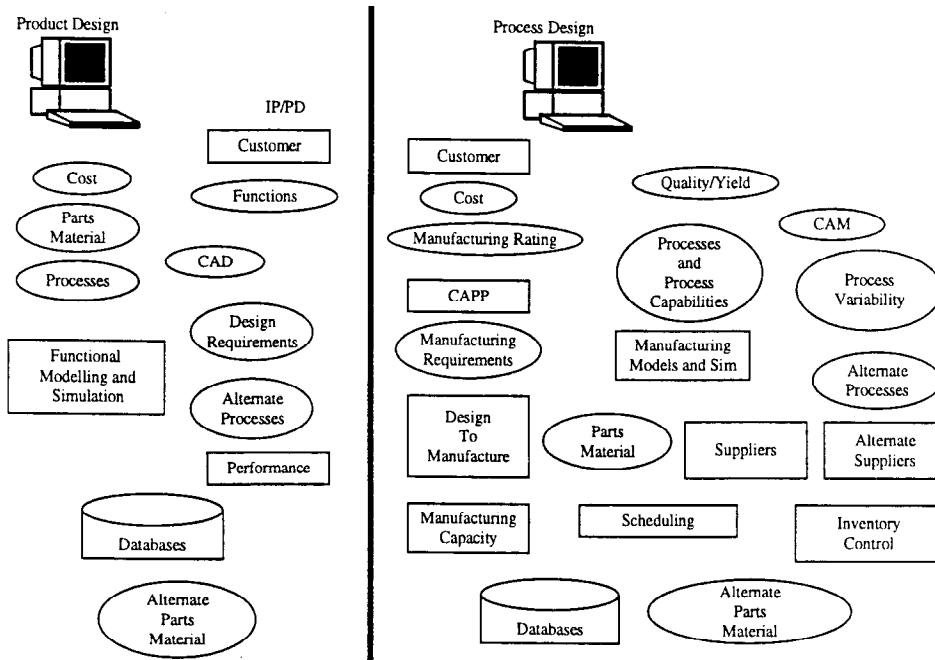 Product Design
IP/PD
Customer
Cost
Functions
Parts
Material
CAD
Processes
Design
Requirements
Functional
Modelling and
Simulation
Alternate
Processes
Performance
Databases
Alternate
Parts
Material
Process Design
Customer
Quality/Yield
Cost
CAM
Manufacturing Rating
Processes
and
Process
Capabilities
Process
Variability
CAPP
Manufacturing
Requirements
Manufacturing
Models and Sim
Alternate
Processes
Design
To
Manufacture
Parts
Material
Suppliers
Alternate
Suppliers
Manufacturing
Capacity
Scheduling
Inventory
Control
Databases
Alternate
Parts
Material